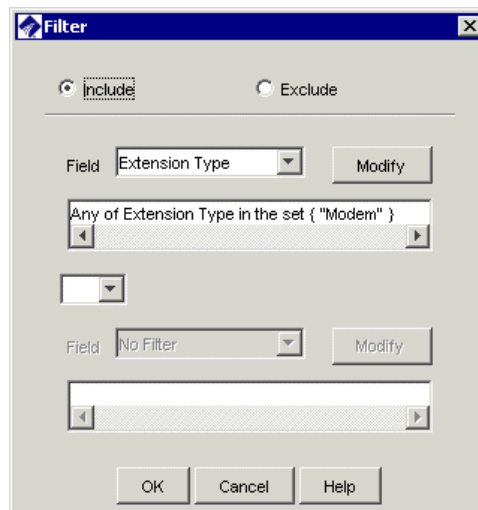 Filter
Include Exclude
Field Extension Type Modify
Any of Extension Type in the set { "Modem" }
Field No Filter Modify
OK Cancel Help